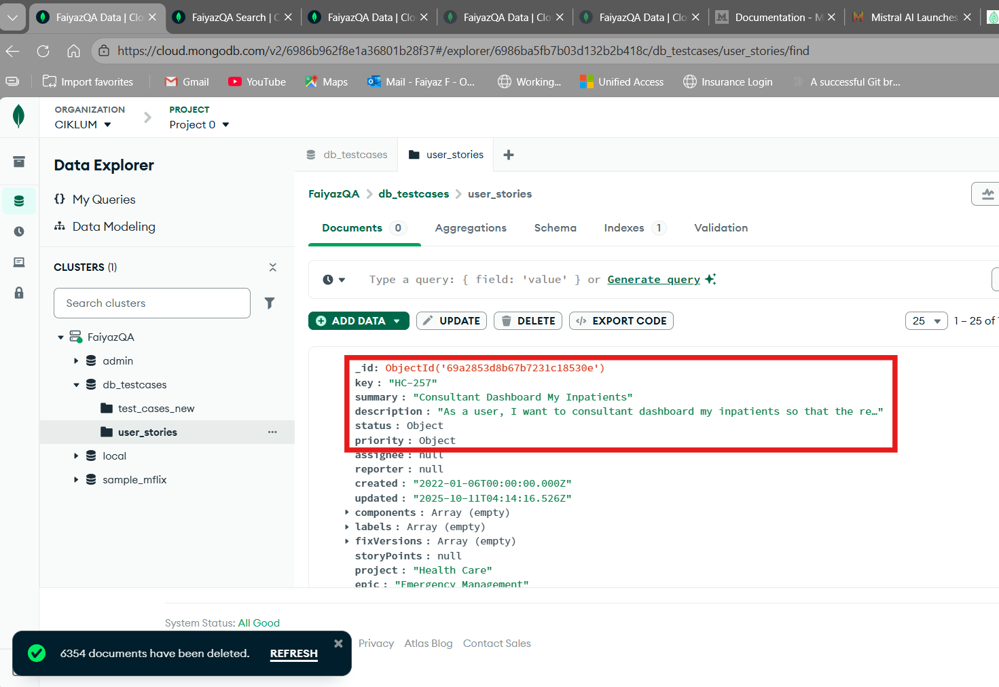 FaiyazQA Data | Clo
FaiyazQA Search | C
FaiyazQA Data | Clo
FaiyazQA Data | Clo
FaiyazQA Data | Clo
Documentation - M
Mistral AI Launches
https://cloud.mongodb.com/v2/6986b962f8e1a36801b28f37#/explorer/6986ba5fb7b03d132b2b418c/db_testcases/user_stories/find
Import favorites
Gmail
YouTube
Maps
Mail - Faiyaz F - O...
Working...
Unified Access
Insurance Login
A successful Git br...
ORGANIZATION
CIKLUM
PROJECT
Project 0
Data Explorer
{} My Queries
Data Modeling
CLUSTERS (1)
Search clusters
FaiyazQA
admin
db_testcases
test_cases_new
user_stories
local
sample_mflix
db_testcases
user_stories
FaiyazQA > db_testcases > user_stories
Documents 0
Aggregations
Schema
Indexes 1
Validation
Type a query: { field: 'value' } or Generate query
ADD DATA
UPDATE
DELETE
EXPORT CODE
25
1 – 25 of
_id: ObjectId('69a2853d8b67b7231c18530e')
key : "HC-257"
summary : "Consultant Dashboard My Inpatients"
description : "As a user, I want to consultant dashboard my inpatients so that the re…"
status : Object
priority : Object
assignee : null
reporter : null
created : "2022-01-06T00:00:00.000Z"
updated : "2025-10-11T04:14:16.526Z"
components : Array (empty)
labels : Array (empty)
fixVersions : Array (empty)
storyPoints : null
project : "Health Care"
epic : "Emergency Management"
System Status: All Good
Privacy
Atlas Blog
Contact Sales
6354 documents have been deleted.
REFRESH